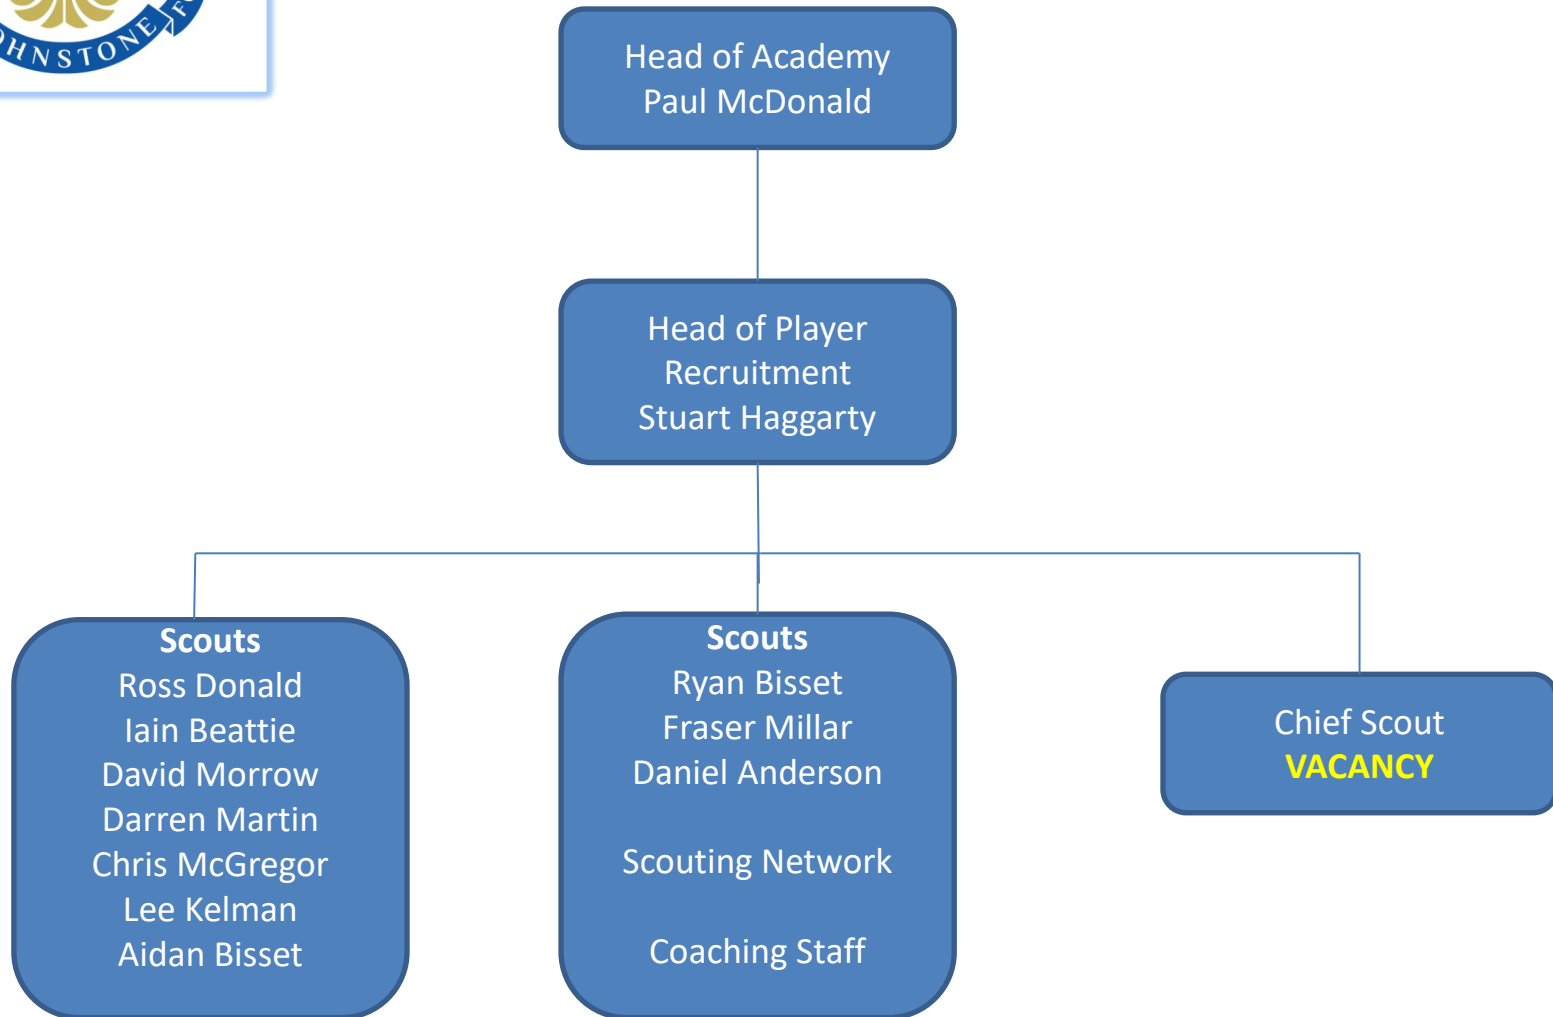 OHNSTONE FO
Head of Academy
Paul McDonald
Head of Player
Recruitment
Stuart Haggarty
Scouts
Ross Donald
Iain Beattie
David Morrow
Darren Martin
Chris McGregor
Lee Kelman
Aidan Bisset
Scouts
Ryan Bisset
Fraser Millar
Daniel Anderson
Scouting Network
Coaching Staff
Chief Scout
VACANCY